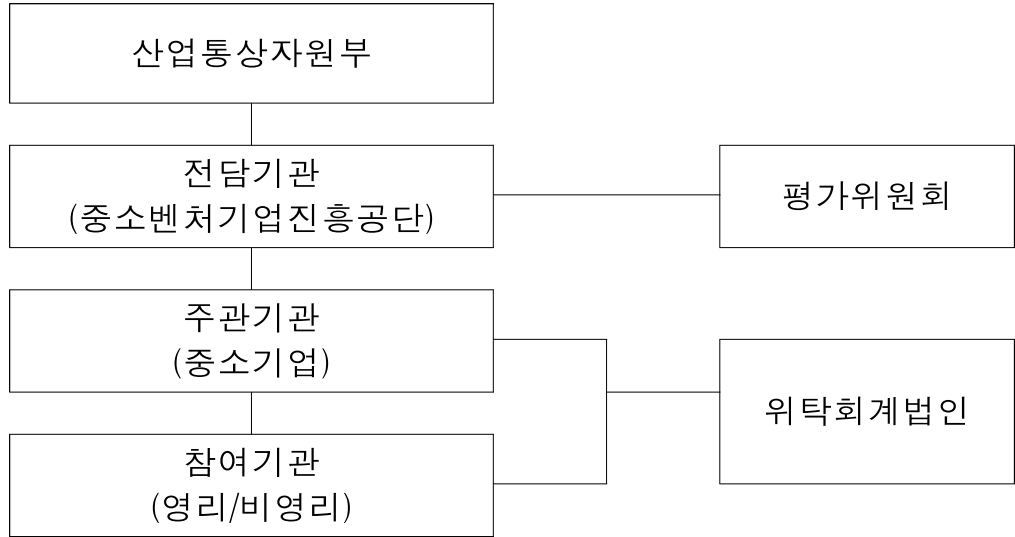 산업통상자원부
전담기관
(중소벤처기업진흥공단)
평가위원회
주관기관
(중소기업)
위탁회계법인
참여기관
(영리/비영리)